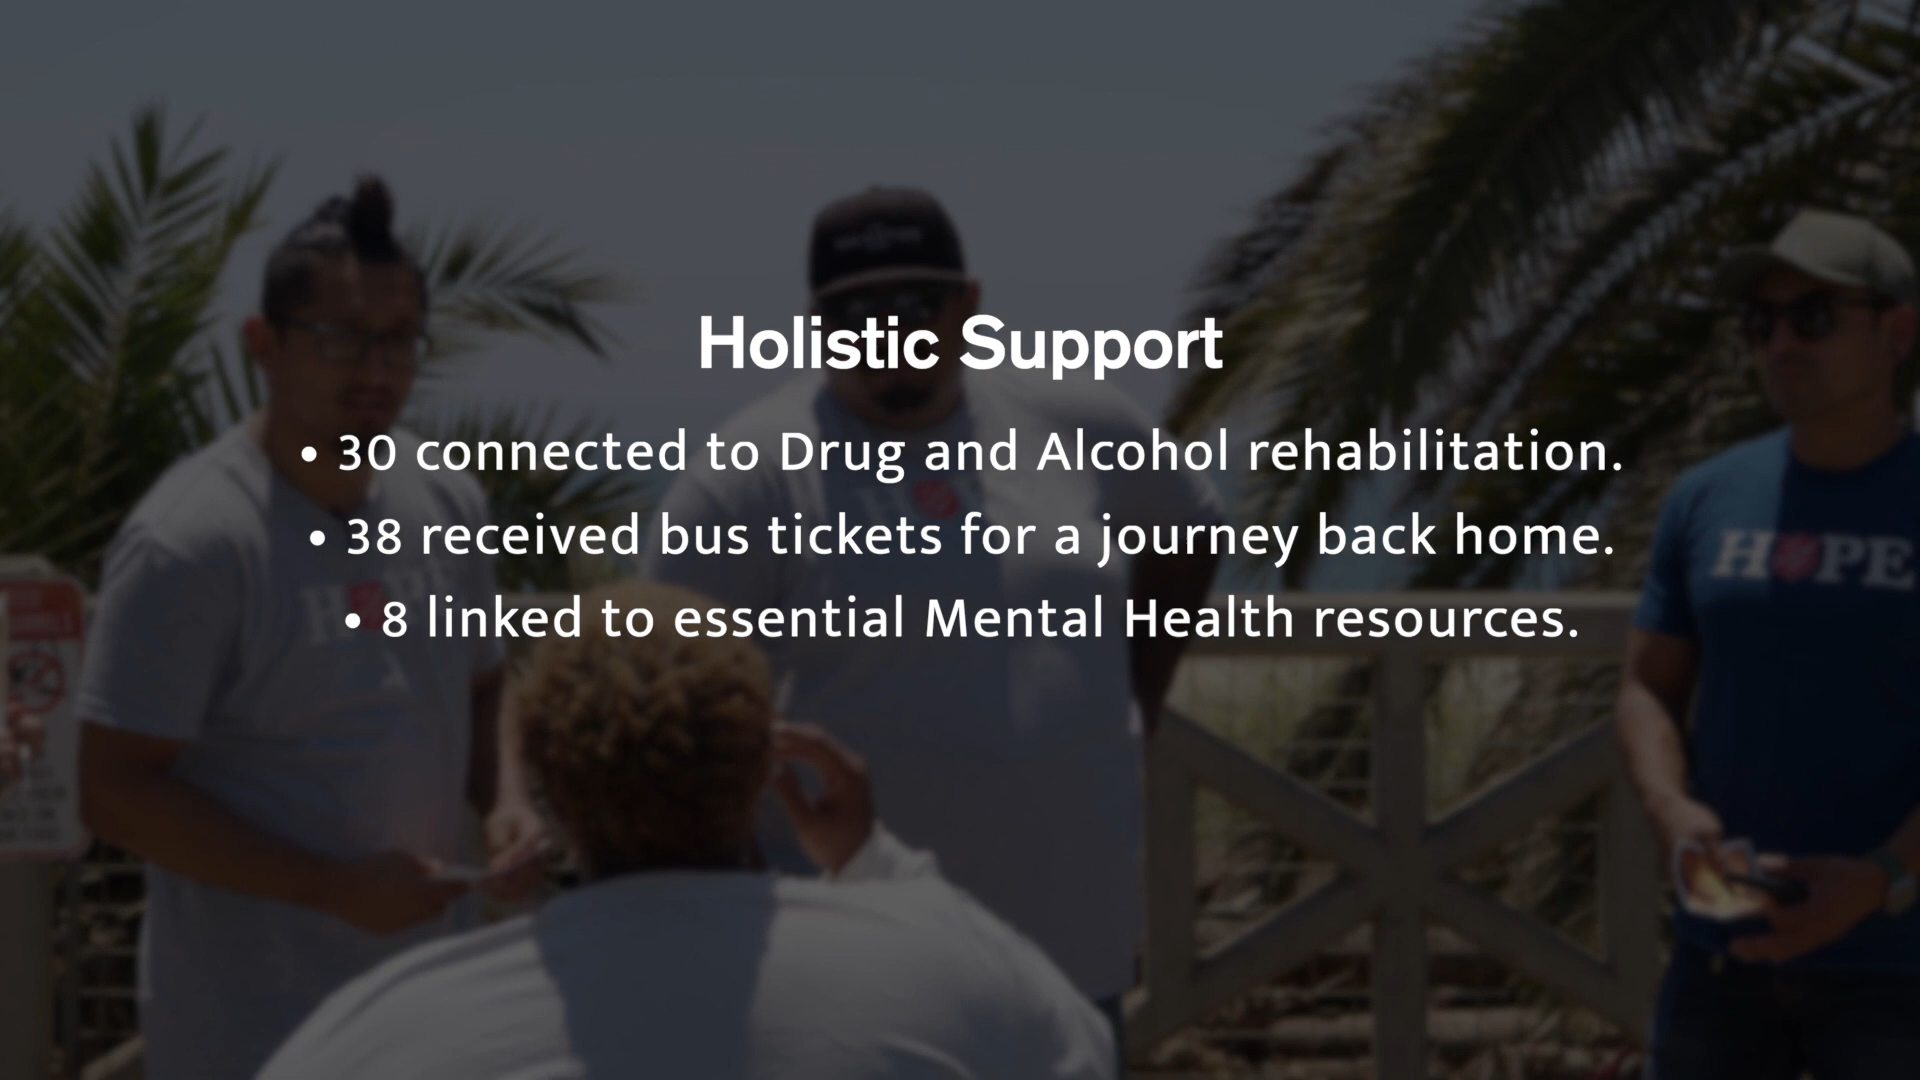 Holistic Support
• 30 connected to Drug and Alcohol rehabilitation.
• 38 received bus tickets for a journey back home.
• 8 linked to essential Mental Health resources.
HOPE